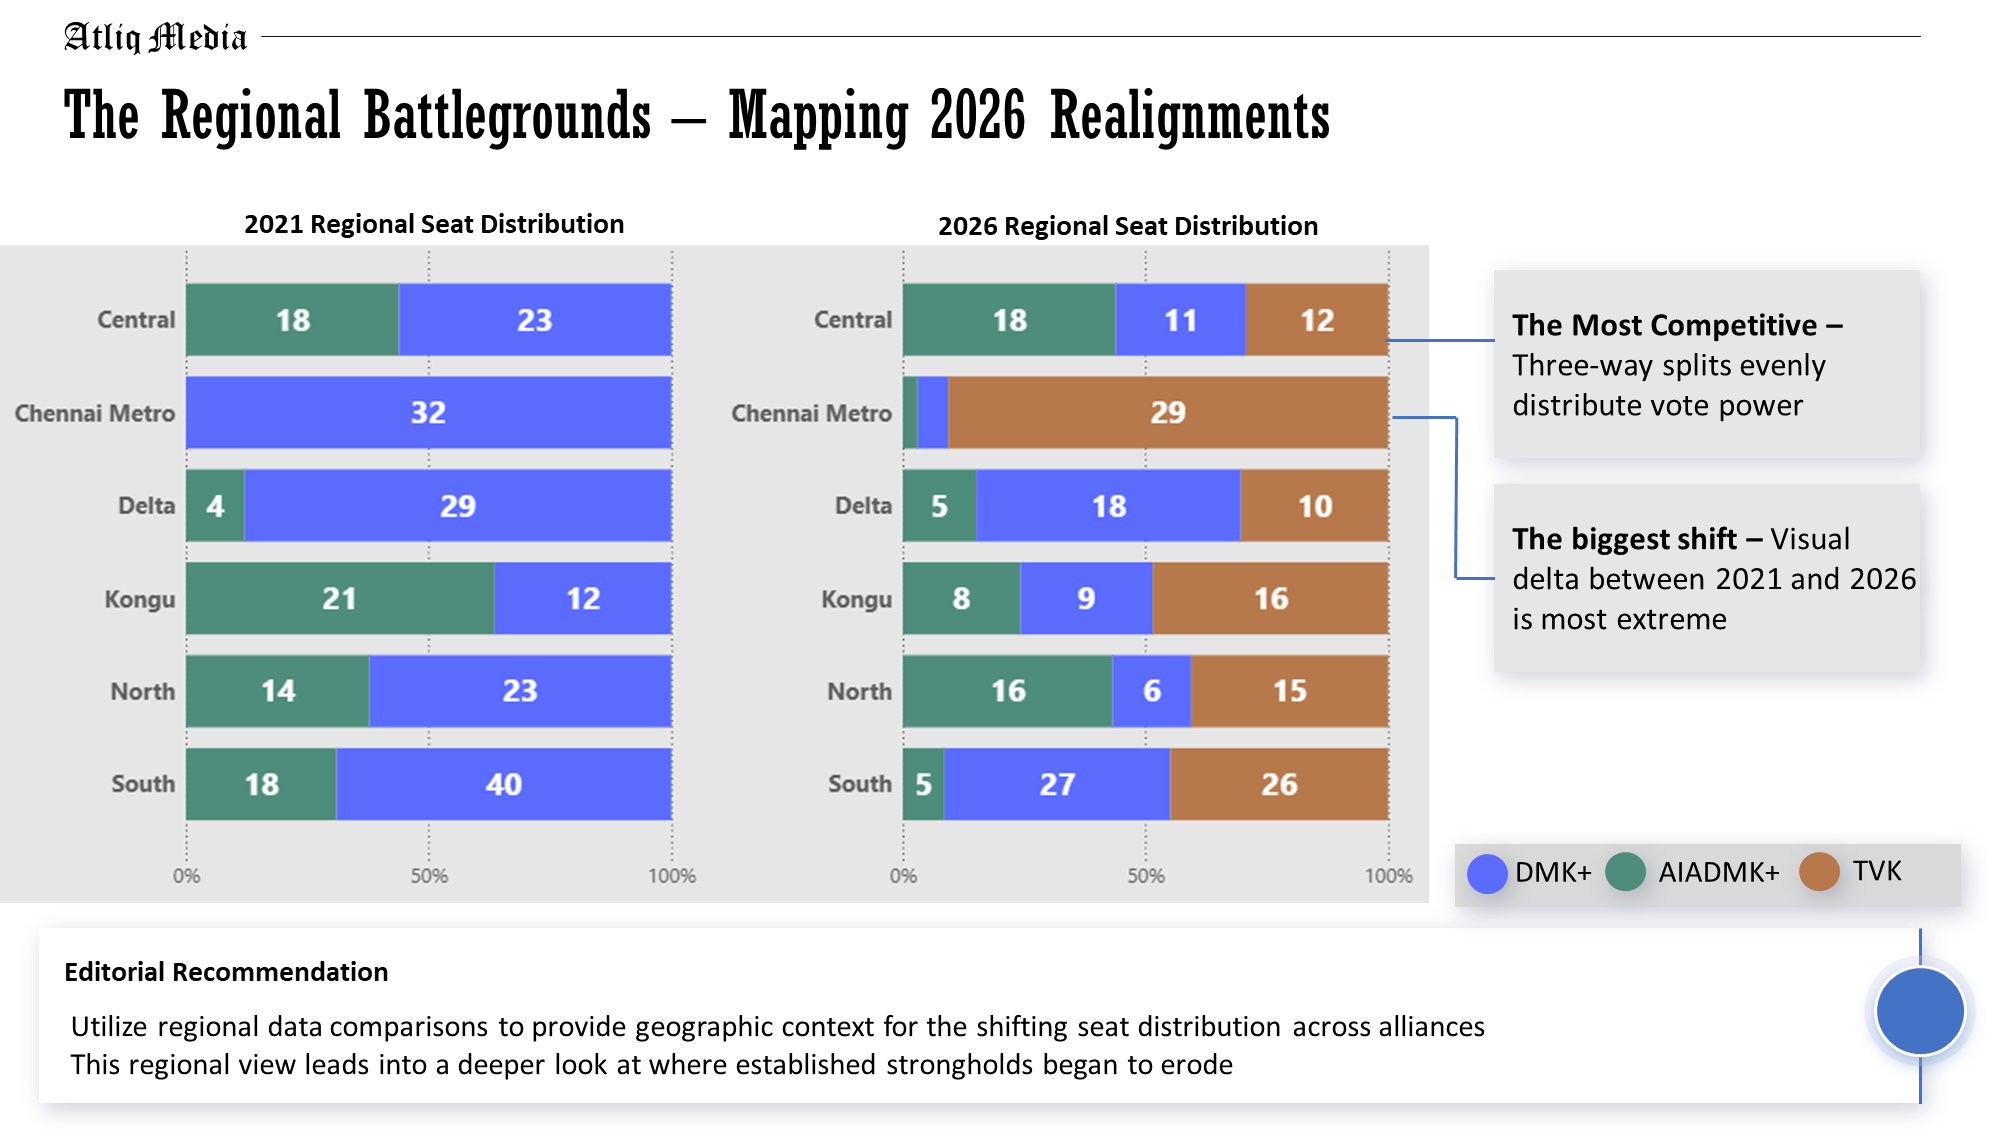 Atliq Media
The Regional Battlegrounds – Mapping 2026 Realignments
2021 Regional Seat Distribution
Central 18 23
Chennai Metro 32
Delta 4 29
Kongu 21 12
North 14 23
South 18 40
0% 50% 100%
2026 Regional Seat Distribution
Central 18 11 12
Chennai Metro 29
Delta 5 18 10
Kongu 8 9 16
North 16 6 15
South 5 27 26
0% 50% 100%
The Most Competitive –
Three-way splits evenly
distribute vote power
The biggest shift – Visual
delta between 2021 and 2026
is most extreme
DMK+ AIADMK+ TVK
Editorial Recommendation
Utilize regional data comparisons to provide geographic context for the shifting seat distribution across alliances
This regional view leads into a deeper look at where established strongholds began to erode